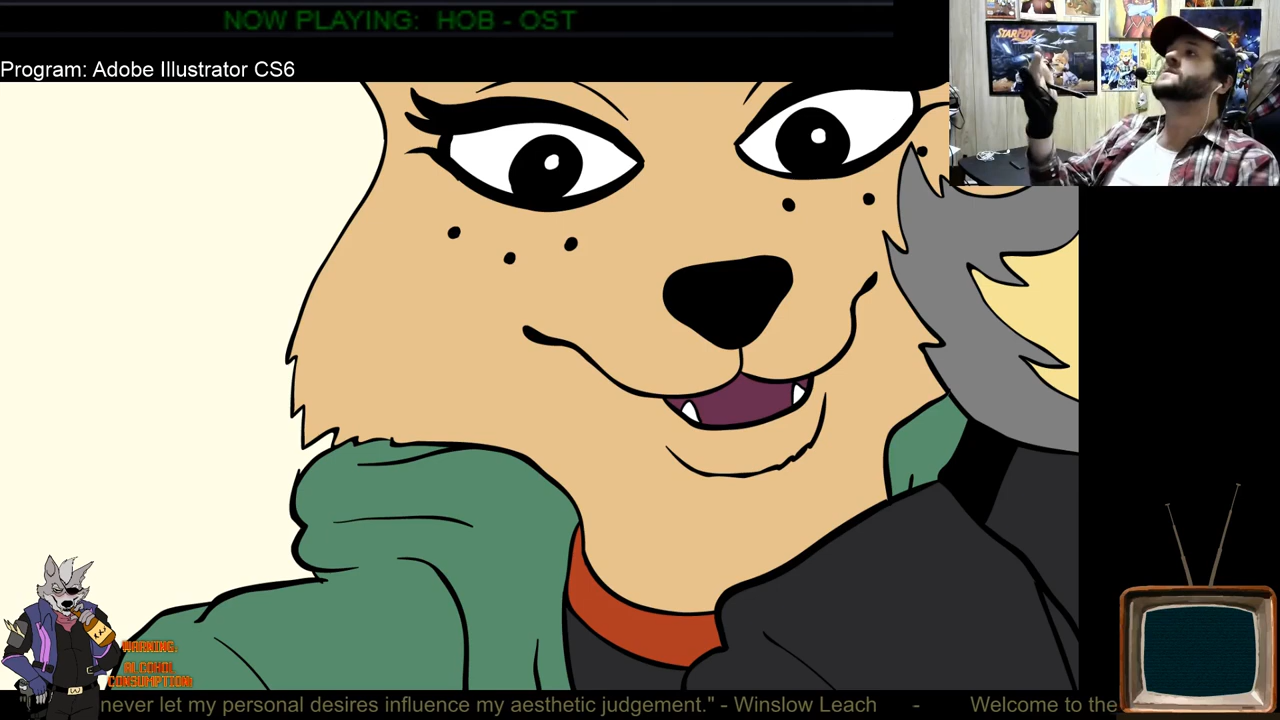 NOW PLAYING: HOB - OST
Program: Adobe Illustrator CS6
STARFOX
WARNING:
ALCOHOL
CONSUMPTION!
never let my personal desires influence my aesthetic judgement." - Winslow Leach - Welcome to the